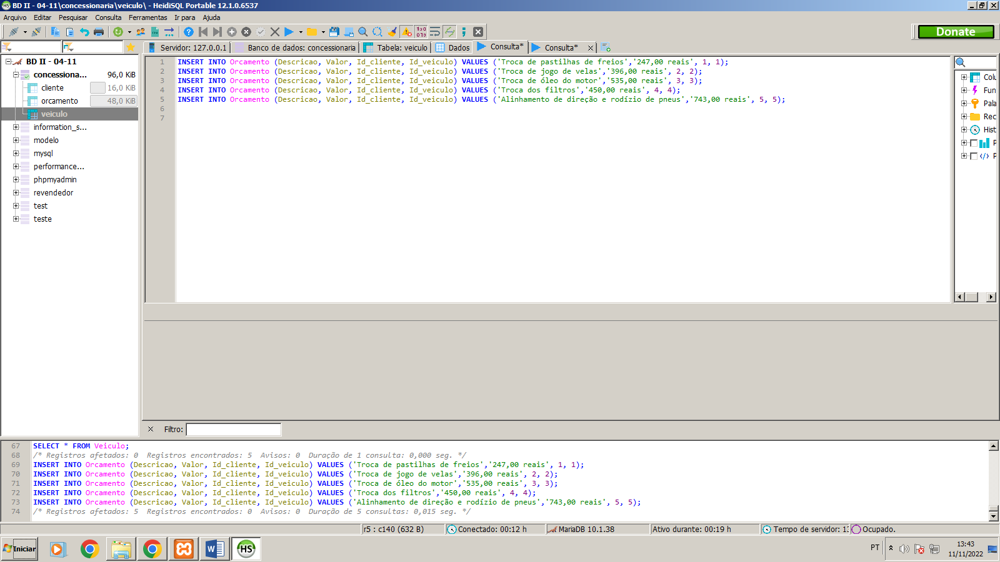 BD II - 04-11\concessionaria\veiculo\ - HeidiSQL Portable 12.1.0.6537
Arquivo Editar Pesquisar Consulta Ferramentas Ir para Ajuda
Donate
Servidor: 127.0.0.1 Banco de dados: concessionaria Tabela: veiculo Dados Consulta* Consulta*
BD II - 04-11
concessiona... 96,0 KiB
cliente 16,0 KiB
orcamento 48,0 KiB
veiculo
information_s...
modelo
mysql
performance...
phpmyadmin
revendedor
test
teste
1 INSERT INTO Orcamento (Descricao, Valor, Id_cliente, Id_veiculo) VALUES ('Troca de pastilhas de freios','247,00 reais', 1, 1);
2 INSERT INTO Orcamento (Descricao, Valor, Id_cliente, Id_veiculo) VALUES ('Troca de jogo de velas','396,00 reais', 2, 2);
3 INSERT INTO Orcamento (Descricao, Valor, Id_cliente, Id_veiculo) VALUES ('Troca de óleo do motor','535,00 reais', 3, 3);
4 INSERT INTO Orcamento (Descricao, Valor, Id_cliente, Id_veiculo) VALUES ('Troca dos filtros','450,00 reais', 4, 4);
5 INSERT INTO Orcamento (Descricao, Valor, Id_cliente, Id_veiculo) VALUES ('Alinhamento de direção e rodízio de pneus','743,00 reais', 5, 5);
6
7
Colu
Fun
Pala
Rec
Hist
P
P
Filtro:
67 SELECT * FROM Veiculo;
68 /* Registros afetados: 0 Registros encontrados: 5 Avisos: 0 Duração de 1 consulta: 0,000 seg. */
69 INSERT INTO Orcamento (Descricao, Valor, Id_cliente, Id_veiculo) VALUES ('Troca de pastilhas de freios','247,00 reais', 1, 1);
70 INSERT INTO Orcamento (Descricao, Valor, Id_cliente, Id_veiculo) VALUES ('Troca de jogo de velas','396,00 reais', 2, 2);
71 INSERT INTO Orcamento (Descricao, Valor, Id_cliente, Id_veiculo) VALUES ('Troca de óleo do motor','535,00 reais', 3, 3);
72 INSERT INTO Orcamento (Descricao, Valor, Id_cliente, Id_veiculo) VALUES ('Troca dos filtros','450,00 reais', 4, 4);
73 INSERT INTO Orcamento (Descricao, Valor, Id_cliente, Id_veiculo) VALUES ('Alinhamento de direção e rodízio de pneus','743,00 reais', 5, 5);
74 /* Registros afetados: 5 Registros encontrados: 0 Avisos: 0 Duração de 5 consultas: 0,015 seg. */
r5 : c140 (632 B) Conectado: 00:12 h MariaDB 10.1.38 Ativo durante: 00:19 h Tempo de servidor: 13 Ocupado.
Iniciar HS PT 13:43
11/11/2022